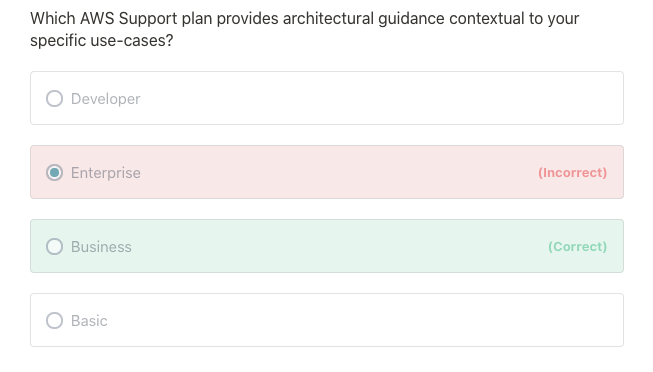 Which AWS Support plan provides architectural guidance contextual to your
specific use-cases?
Developer
Enterprise (Incorrect)
Business (Correct)
Basic